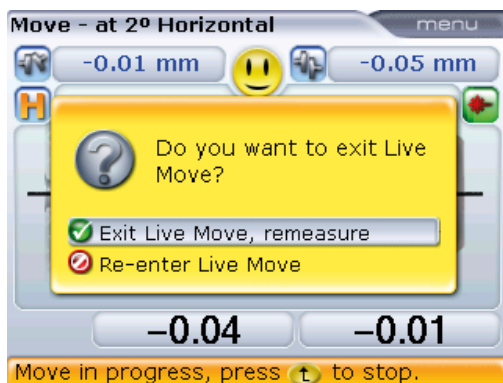 Move - at 2º Horizontal menu
-0.01 mm -0.05 mm
H
Do you want to exit Live
Move?
Exit Live Move, remeasure
Re-enter Live Move
-0.04 -0.01
Move in progress, press to stop.